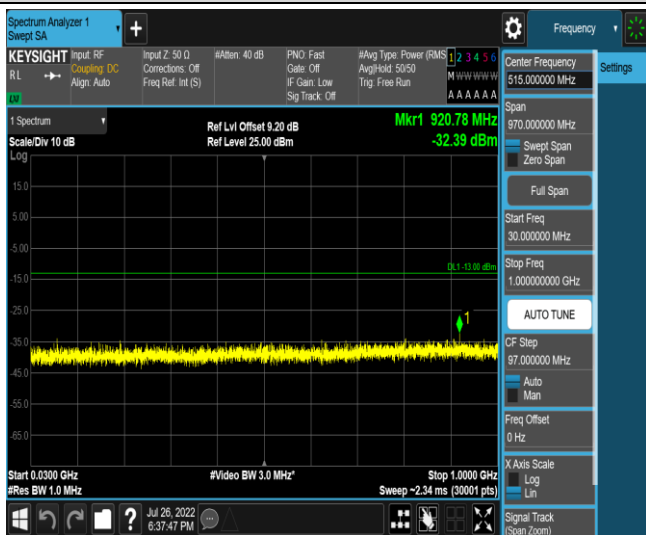 Spectrum Analyzer 1
Swept SA
Frequency
KEYSIGHT
RL
LXI
Input: RF
Coupling: DC
Align: Auto
Input Z: 50 Ω
Corrections: Off
Freq Ref: Int (S)
#Atten: 40 dB
PNO: Fast
Gate: Off
IF Gain: Low
Sig Track: Off
#Avg Type: Power (RMS
Avg|Hold: 50/50
Trig: Free Run
1 2 3 4 5 6
M W W W W W
A A A A A A
1 Spectrum
Scale/Div 10 dB
Log
Ref Lvl Offset 9.20 dB
Ref Level 25.00 dBm
Mkr1 920.78 MHz
-32.39 dBm
15.0
5.00
-5.00
-15.0
-25.0
-35.0
-45.0
-55.0
-65.0
DL1 -13.00 dBm
1
Start 0.0300 GHz
#Res BW 1.0 MHz
#Video BW 3.0 MHz*
Stop 1.0000 GHz
Sweep ~2.34 ms (30001 pts)
Jul 26, 2022
6:37:47 PM
Center Frequency
515.000000 MHz
Settings
Span
970.000000 MHz
Swept Span
Zero Span
Full Span
Start Freq
30.000000 MHz
Stop Freq
1.000000000 GHz
AUTO TUNE
CF Step
97.000000 MHz
Auto
Man
Freq Offset
0 Hz
X Axis Scale
Log
Lin
Signal Track
(Span Zoom)